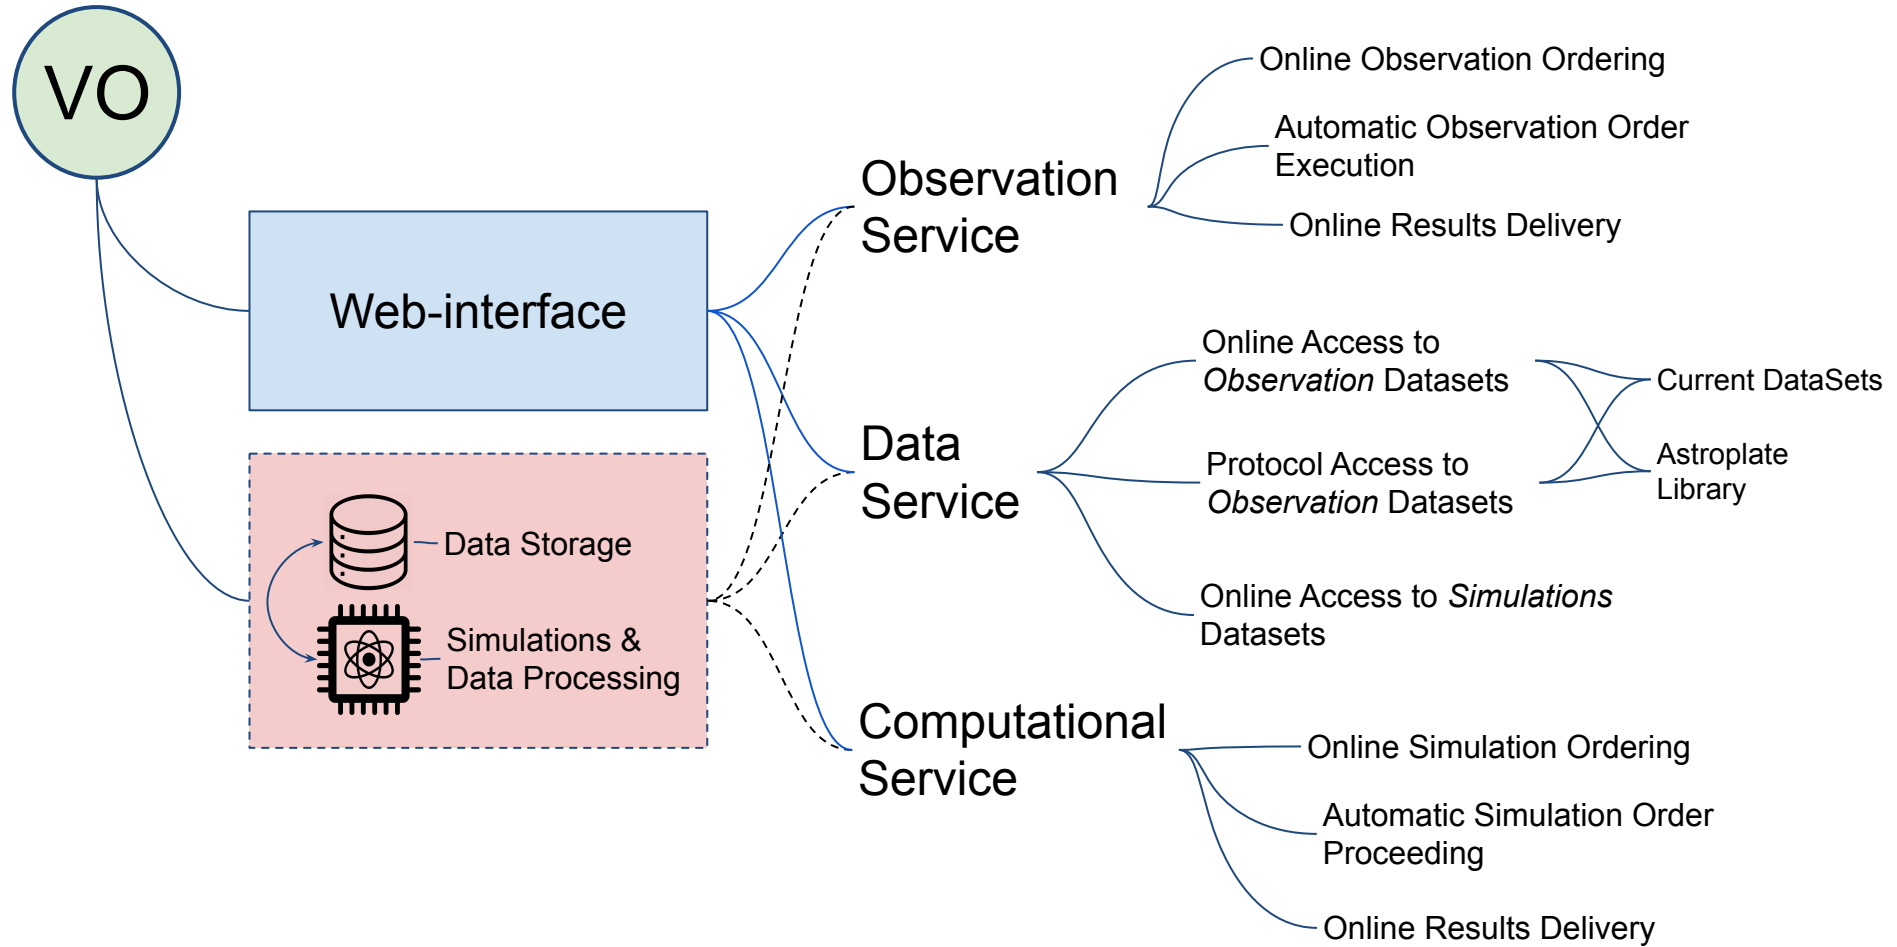 VO
Web-interface
Data Storage
Simulations &
Data Processing
Observation
Service
Online Observation Ordering
Automatic Observation Order
Execution
Online Results Delivery
Data
Service
Online Access to
Observation Datasets
Protocol Access to
Observation Datasets
Current DataSets
Astroplate
Library
Online Access to Simulations
Datasets
Computational
Service
Online Simulation Ordering
Automatic Simulation Order
Proceeding
Online Results Delivery